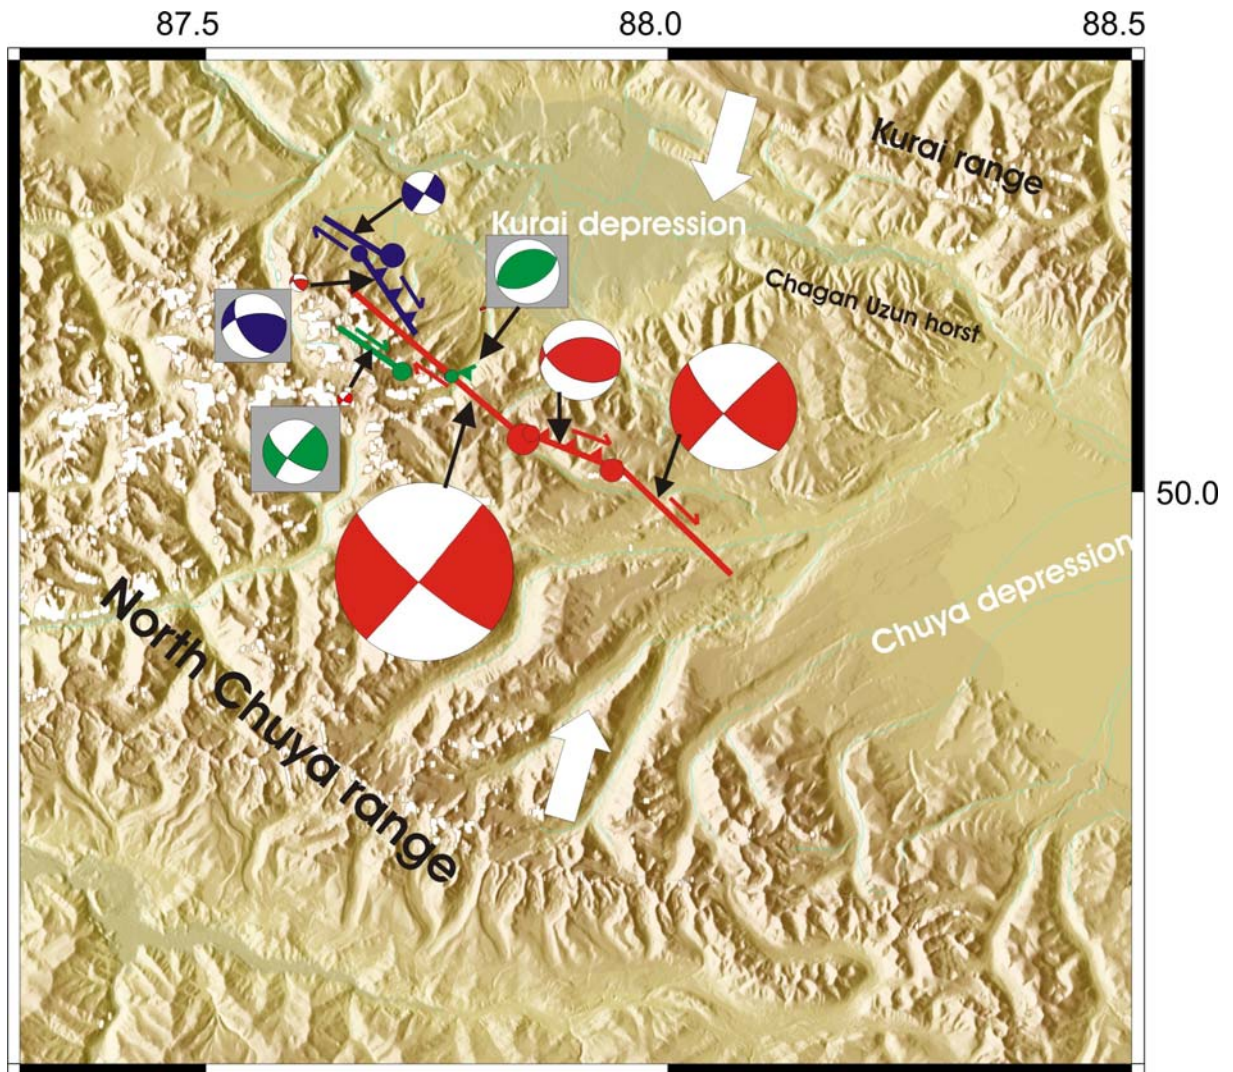 87.5
88.0
88.5
Kurai range
Kurai depression
Chagan Uzun horst
50.0
Chuya depression
North Chuya range